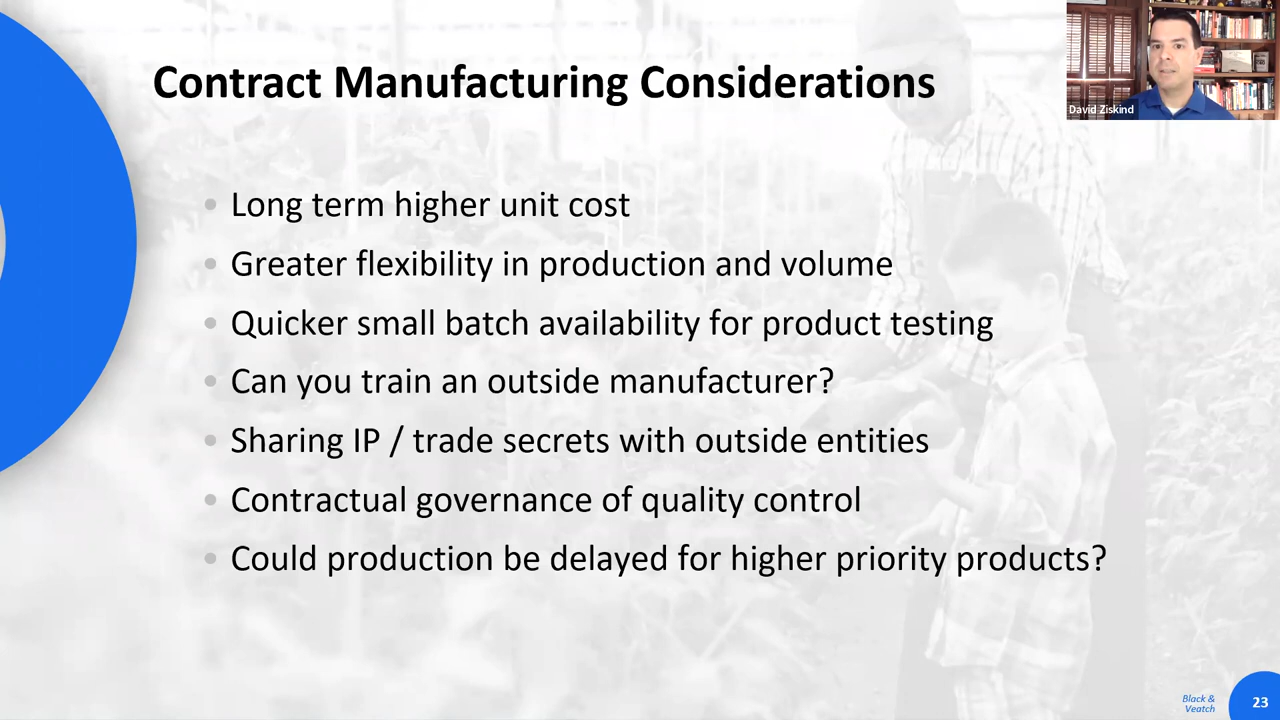 Contract Manufacturing Considerations
David Ziskind
Long term higher unit cost
Greater flexibility in production and volume
Quicker small batch availability for product testing
Can you train an outside manufacturer?
Sharing IP / trade secrets with outside entities
Contractual governance of quality control
Could production be delayed for higher priority products?
Black &
Veatch
23